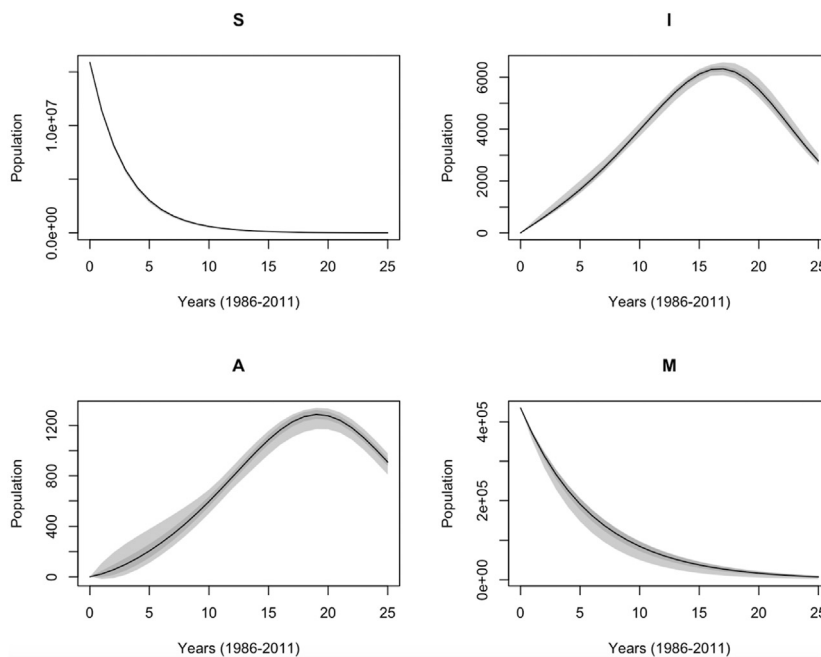 S
Population
1.0e+07
0.0e+00
0 5 10 15 20 25
Years (1986-2011)
I
Population
6000
4000
2000
0
0 5 10 15 20 25
Years (1986-2011)
A
Population
1200
800
400
0
0 5 10 15 20 25
Years (1986-2011)
M
Population
4e+05
2e+05
0e+00
0 5 10 15 20 25
Years (1986-2011)